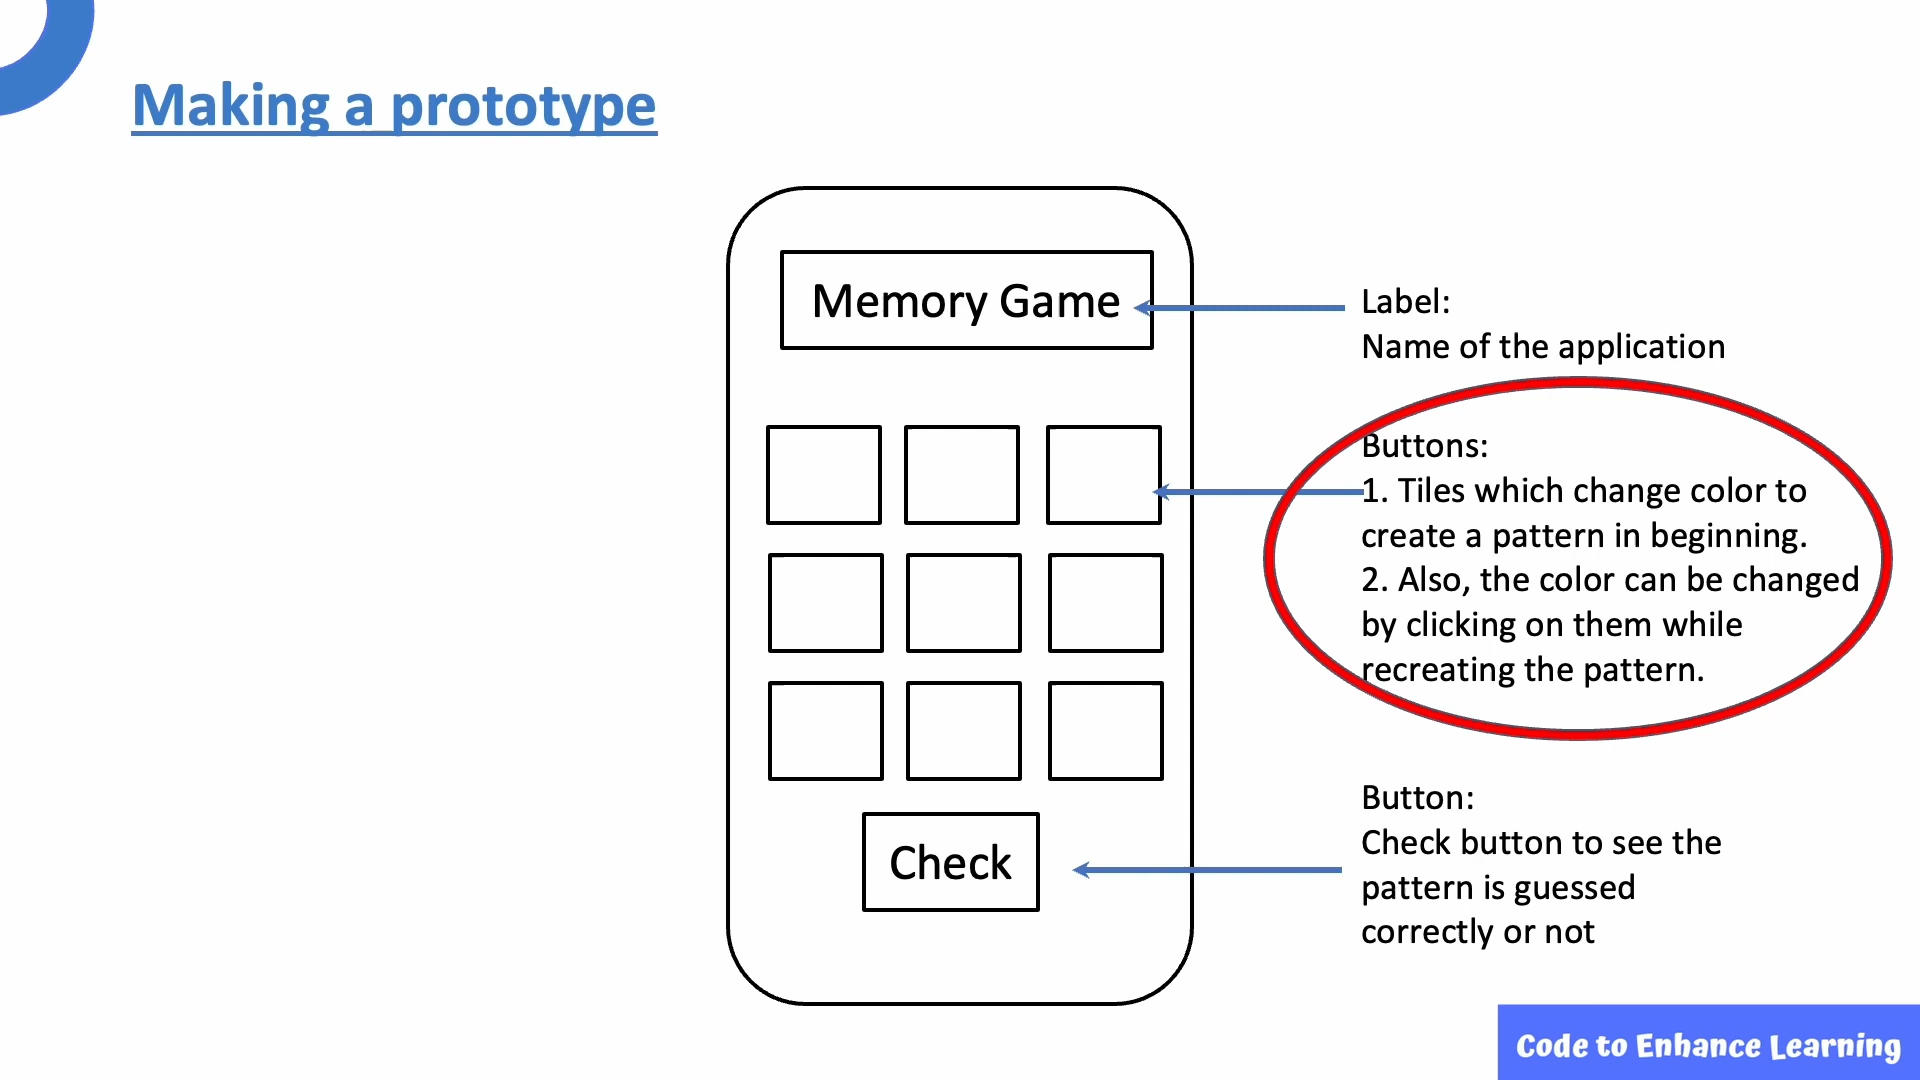 Making a prototype
Memory Game
Label:
Name of the application
Buttons:
1. Tiles which change color to
create a pattern in beginning.
2. Also, the color can be changed
by clicking on them while
recreating the pattern.
Check
Button:
Check button to see the
pattern is guessed
correctly or not
Code to Enhance Learning